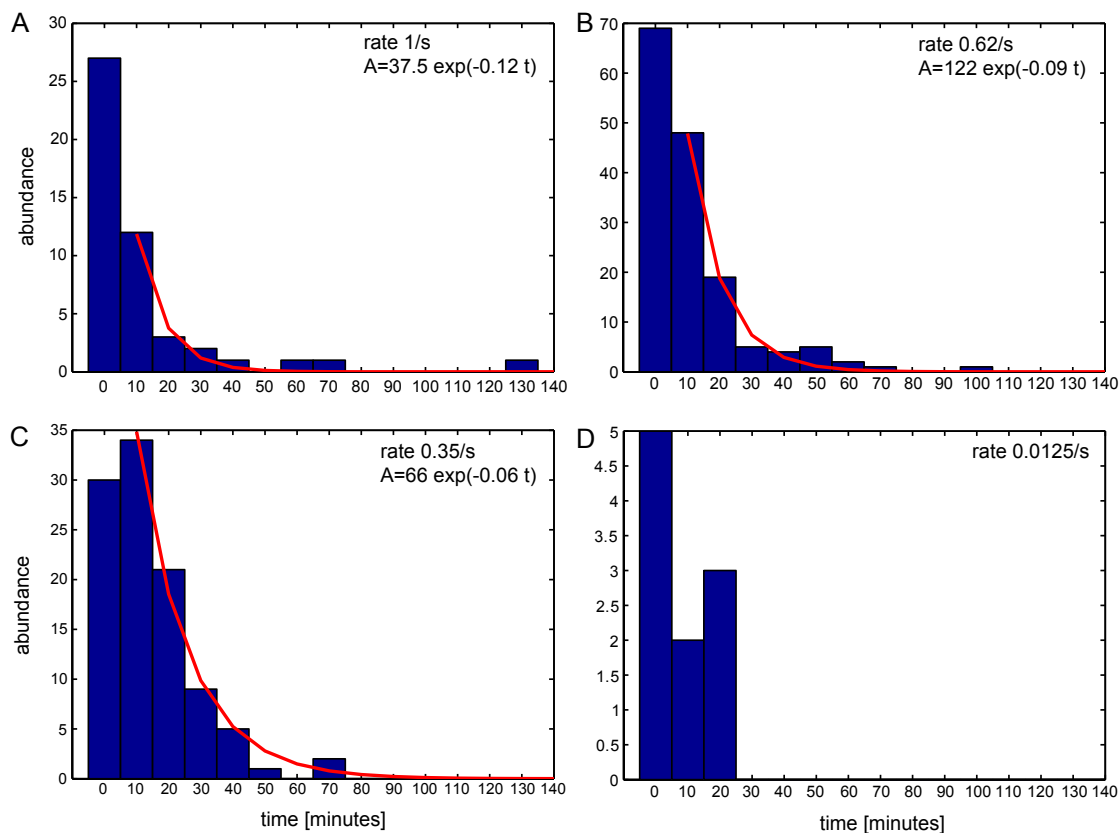 A
rate 1/s
A=37.5 exp(-0.12 t)
30
25
20
15
10
5
0
abundance
0 10 20 30 40 50 60 70 80 90 100 110 120 130 140
B
rate 0.62/s
A=122 exp(-0.09 t)
70
60
50
40
30
20
10
0
0 10 20 30 40 50 60 70 80 90 100 110 120 130 140
C
rate 0.35/s
A=66 exp(-0.06 t)
35
30
25
20
15
10
5
0
abundance
0 10 20 30 40 50 60 70 80 90 100 110 120 130 140
time [minutes]
D
rate 0.0125/s
5
4.5
4
3.5
3
2.5
2
1.5
1
0.5
0
0 10 20 30 40 50 60 70 80 90 100 110 120 130 140
time [minutes]